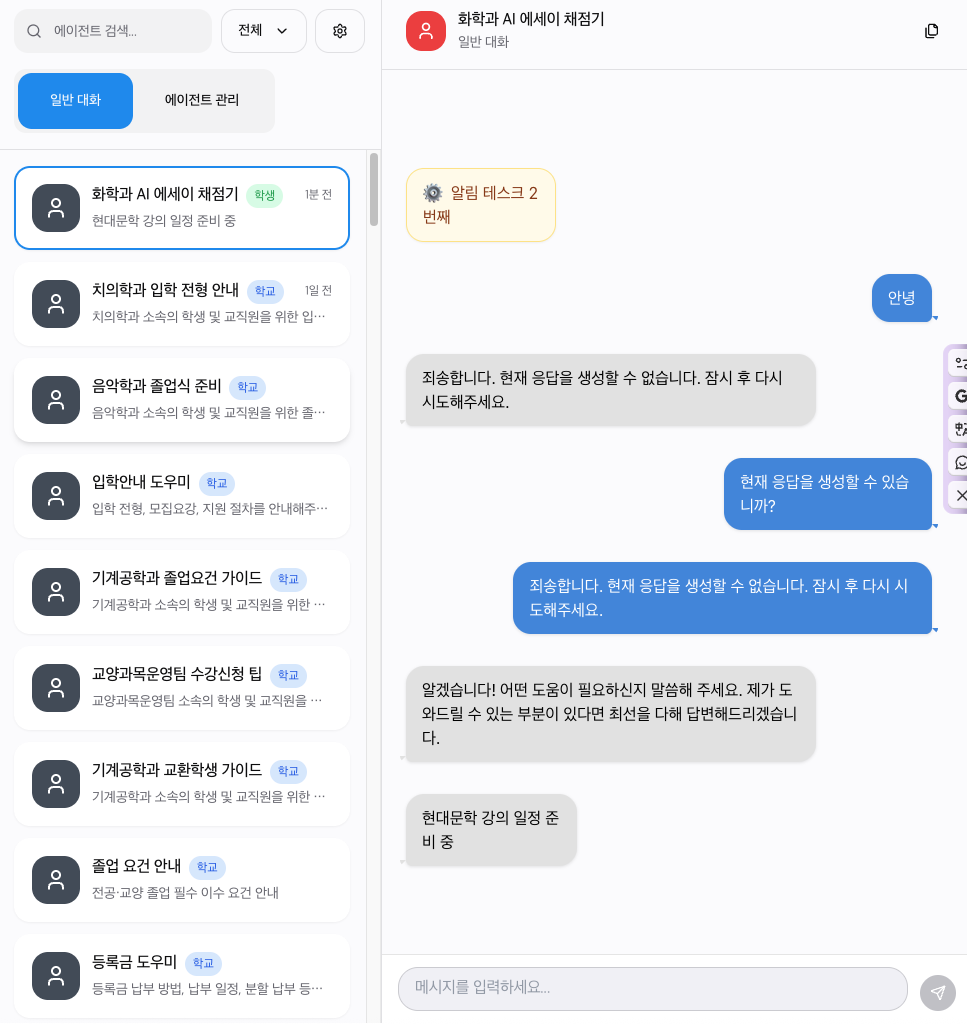 에이전트 검색...
전체
일반 대화
에이전트 관리
화학과 AI 에세이 채점기 학생 1분 전
현대문학 강의 일정 준비 중
치의학과 입학 전형 안내 학교 1일 전
치의학과 소속의 학생 및 교직원을 위한 입…
음악학과 졸업식 준비 학교
음악학과 소속의 학생 및 교직원을 위한 졸…
입학안내 도우미 학교
입학 전형, 모집요강, 지원 절차를 안내해주…
기계공학과 졸업요건 가이드 학교
기계공학과 소속의 학생 및 교직원을 위한 …
교양과목운영팀 수강신청 팁 학교
교양과목운영팀 소속의 학생 및 교직원을 …
기계공학과 교환학생 가이드 학교
기계공학과 소속의 학생 및 교직원을 위한 …
졸업 요건 안내 학교
전공·교양 졸업 필수 이수 요건 안내
등록금 도우미 학교
등록금 납부 방법, 납부 일정, 분할 납부 등…
화학과 AI 에세이 채점기
일반 대화
알림 테스크 2
번째
안녕
죄송합니다. 현재 응답을 생성할 수 없습니다. 잠시 후 다시
시도해주세요.
현재 응답을 생성할 수 있습
니까?
죄송합니다. 현재 응답을 생성할 수 없습니다. 잠시 후 다시 시
도해주세요.
알겠습니다! 어떤 도움이 필요하신지 말씀해 주세요. 제가 도
와드릴 수 있는 부분이 있다면 최선을 다해 답변해드리겠습니
다.
현대문학 강의 일정 준
비 중
메시지를 입력하세요...